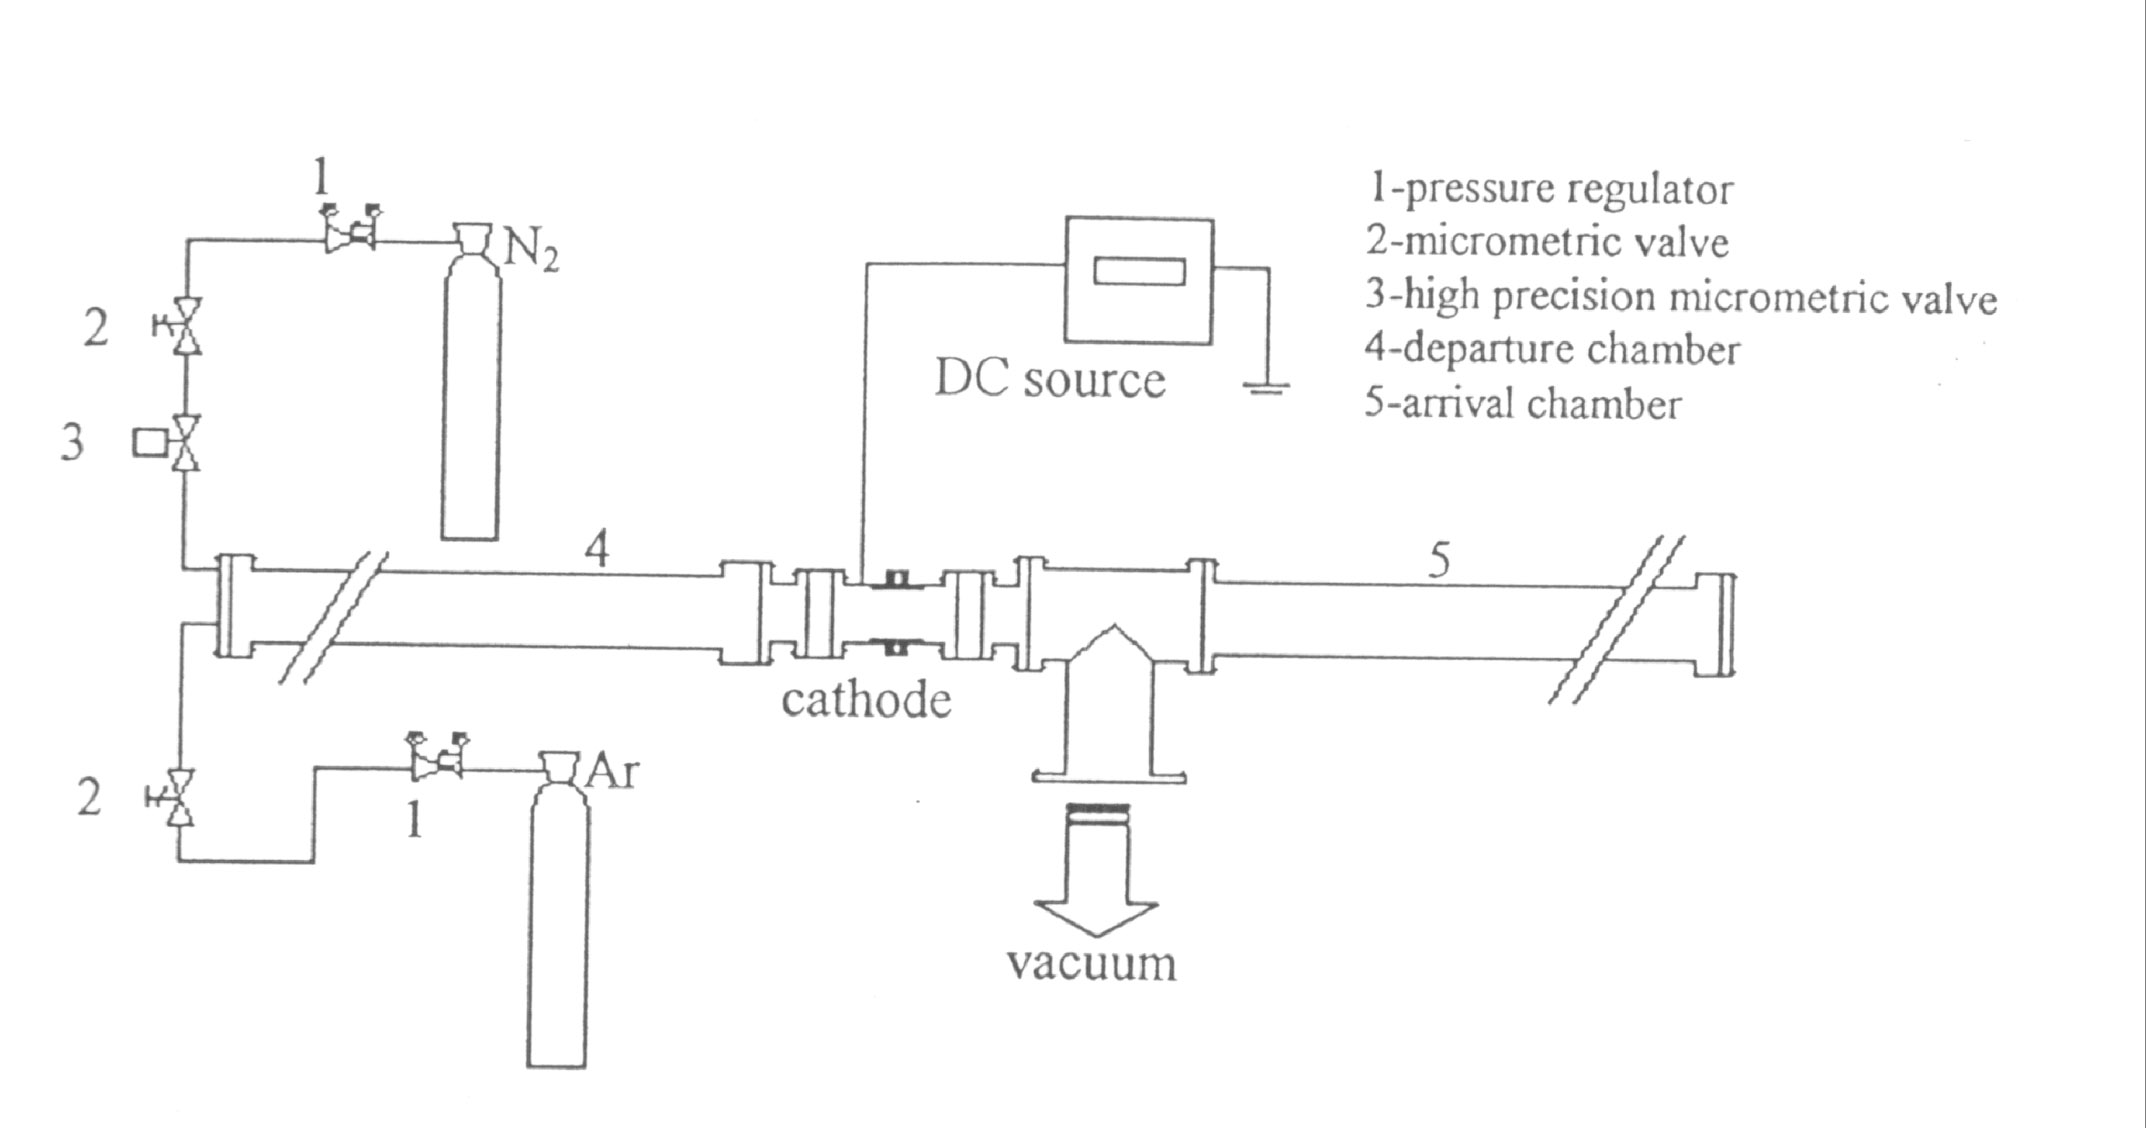 1
N2
2
3
4
5
DC source
1-pressure regulator
2-micrometric valve
3-high precision micrometric valve
4-departure chamber
5-arrival chamber
cathode
2
1
Ar
vacuum